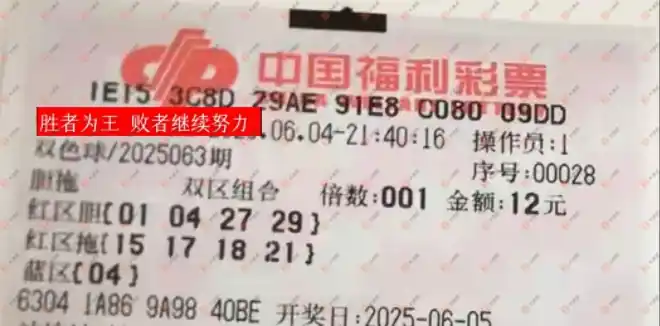 中国福利彩票
1E15 3C8D 29AE 91E8 C080 09DD
胜者为王 败者继续努力
.06.04-21:40:16 操作员:1
双色球/2025063期 序号:00028
胆拖 双区组合 倍数:001 金额:12元
红区胆[01 04 27 29]
红区拖[15 17 18 21]
蓝区[04]
6304 1A86 9A98 40BE 开奖日:2025-06-05